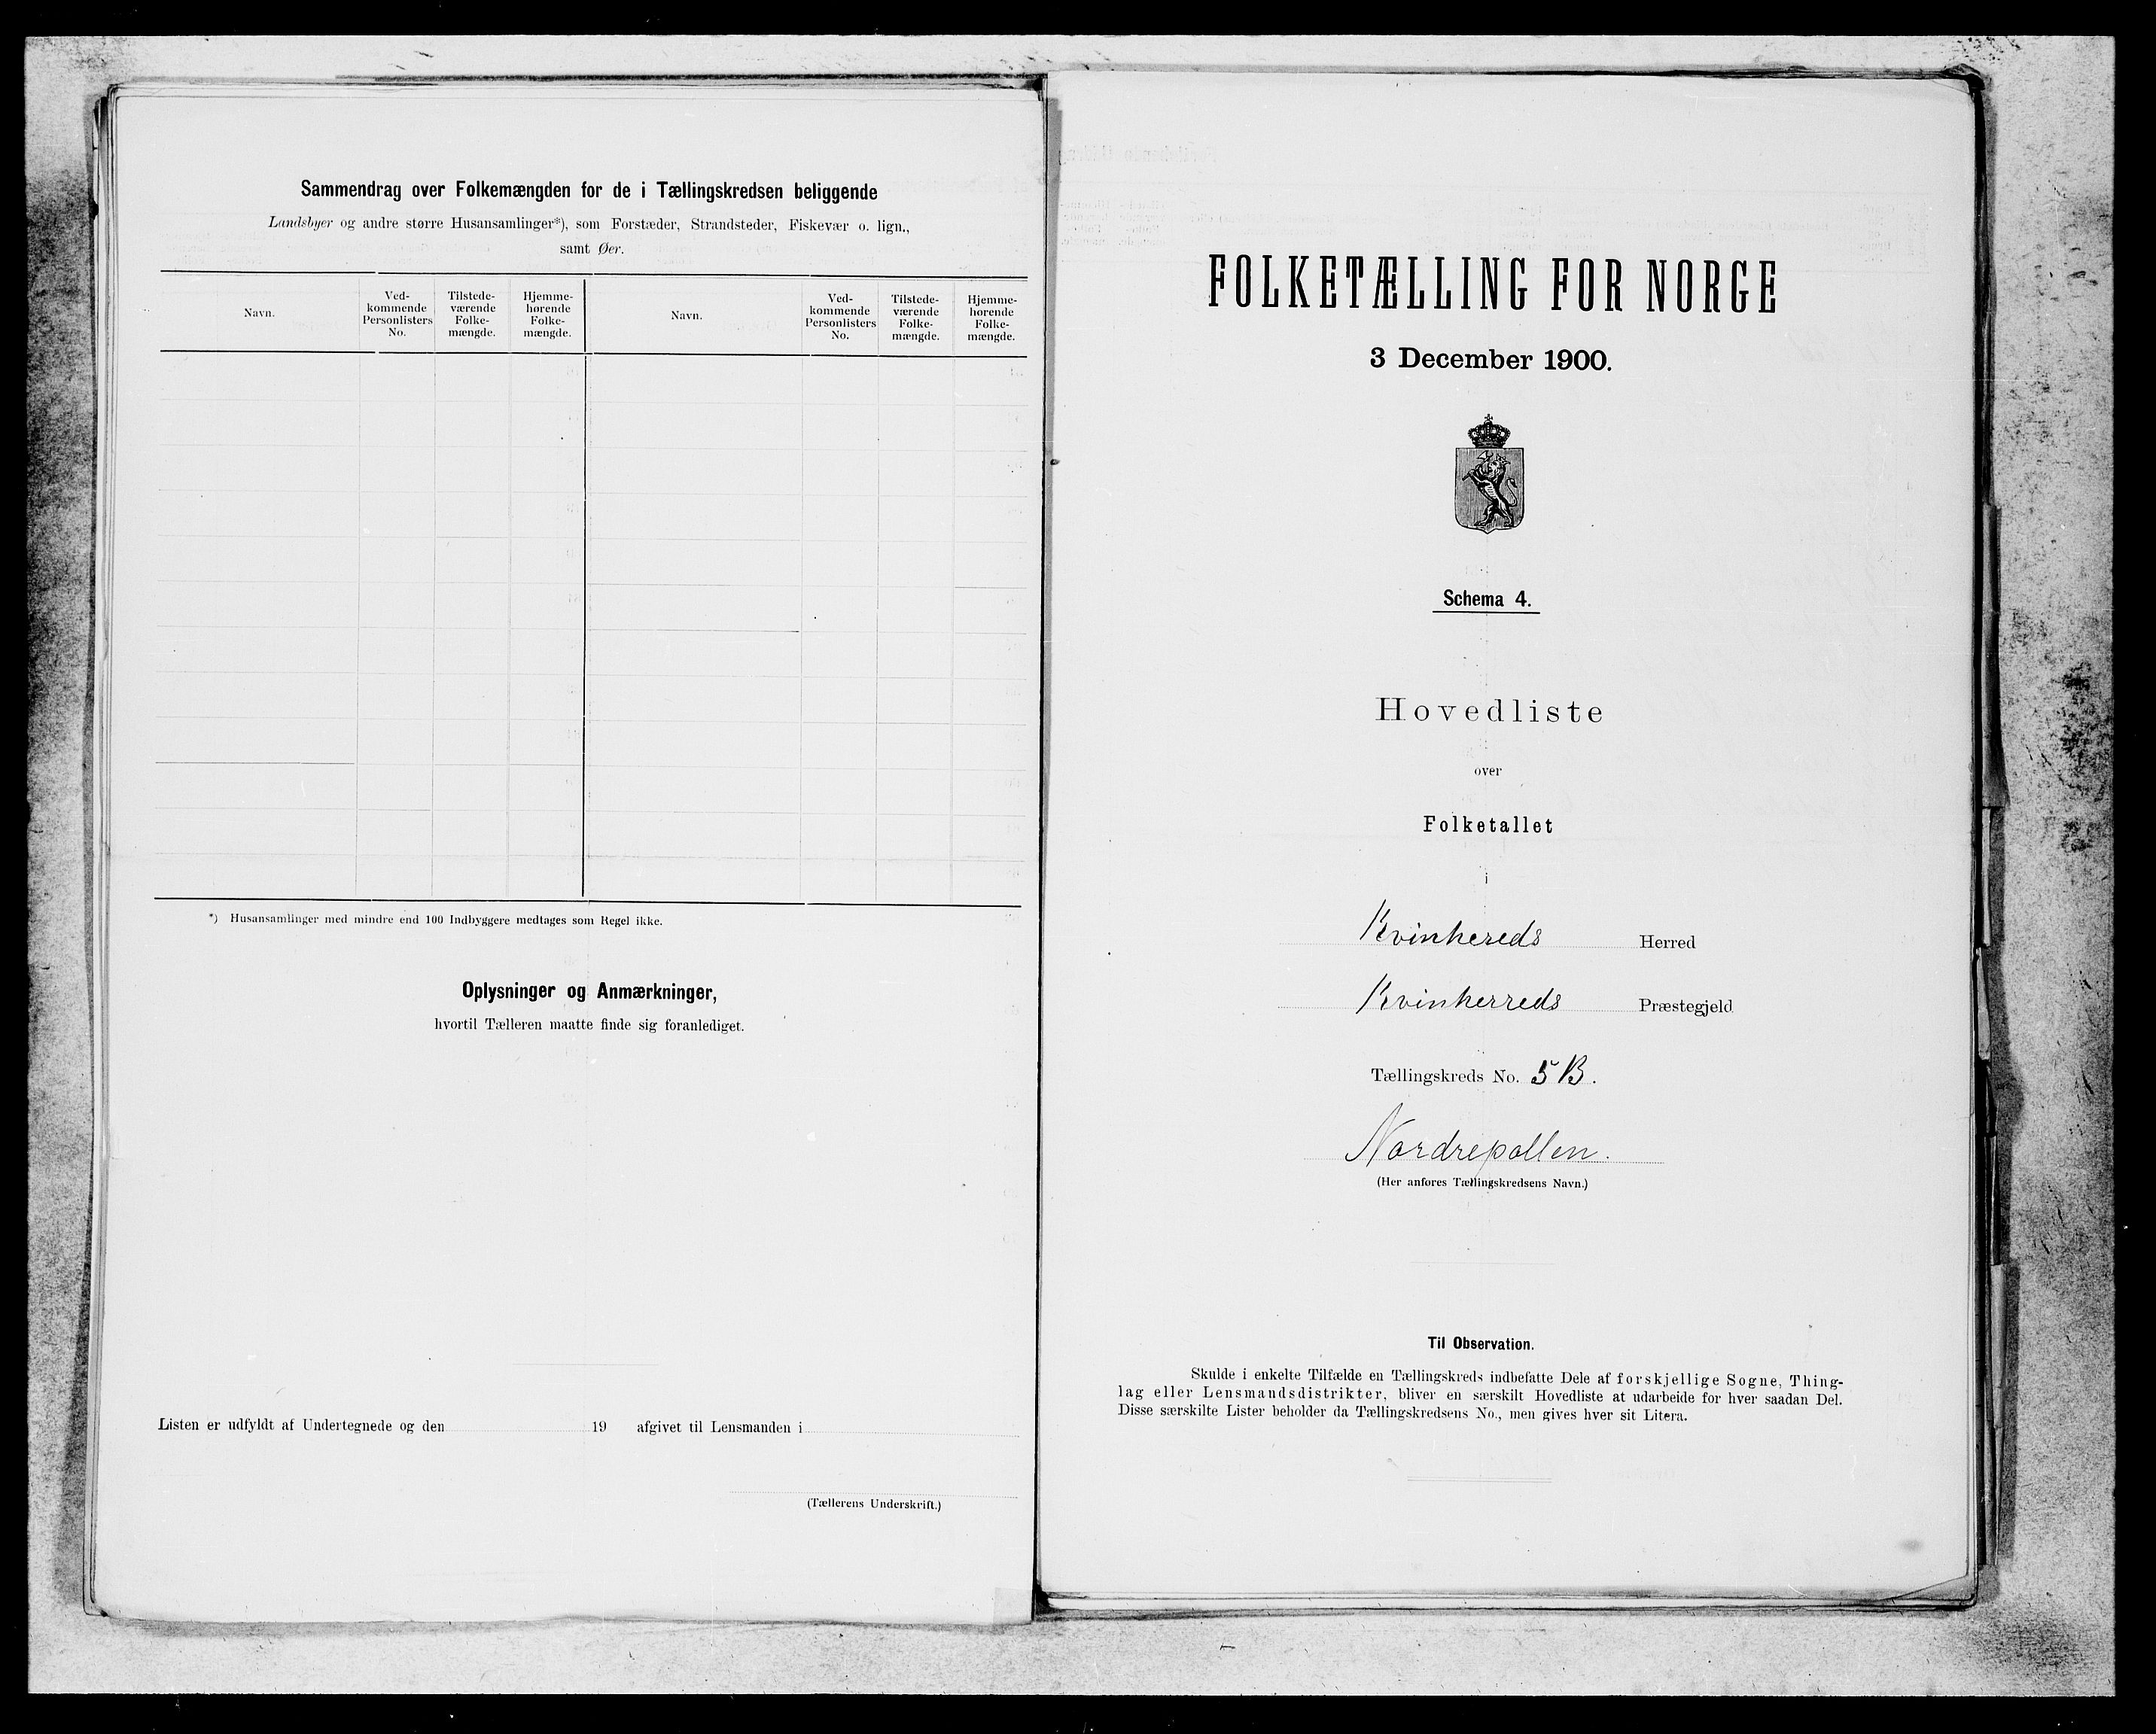 Sammendrag over Folkemængden for de i Tællingskredsen beliggende
Landsbyer og andre større Husansamlinger*), som Forstæder, Strandsteder, Fiskevær o. lign.,
samt Øer.
Navn.
Ved-
kommende
Personlisters
No.
Tilstede-
værende
Folke-
mængde.
Hjemme-
hørende
Folke-
mængde.
Navn.
Ved-
kommende
Personlisters
No.
Tilstede-
værende
Folke-
mængde.
Hjemme-
hørende
Folke-
mængde.
*) Husansamlinger med mindre end 100 Indbyggere medtages som Regel ikke.
Oplysninger og Anmærkninger,
hvortil Tælleren maatte finde sig foranlediget.
Listen er udfyldt af Undertegnede og den 19 afgivet til Lensmanden i
(Tællerens Underskrift.)
FOLKETÆLLING FOR NORGE
3 December 1900.
Schema 4.
Hovedliste
over
Folketallet
i
Kvinhereds Herred
Kvinherreds Præstegjeld
Tællingskreds No. 5 B.
Nordrepollen.
(Her anføres Tællingskredsens Navn.)
Til Observation.
Skulde i enkelte Tilfælde en Tællingskreds indbefatte Dele af forskjellige Sogne, Thing-
lag eller Lensmandsdistrikter, bliver en særskilt Hovedliste at udarbeide for hver saadan Del.
Disse særskilte Lister beholder da Tællingskredsens No., men gives hver sit Litera.